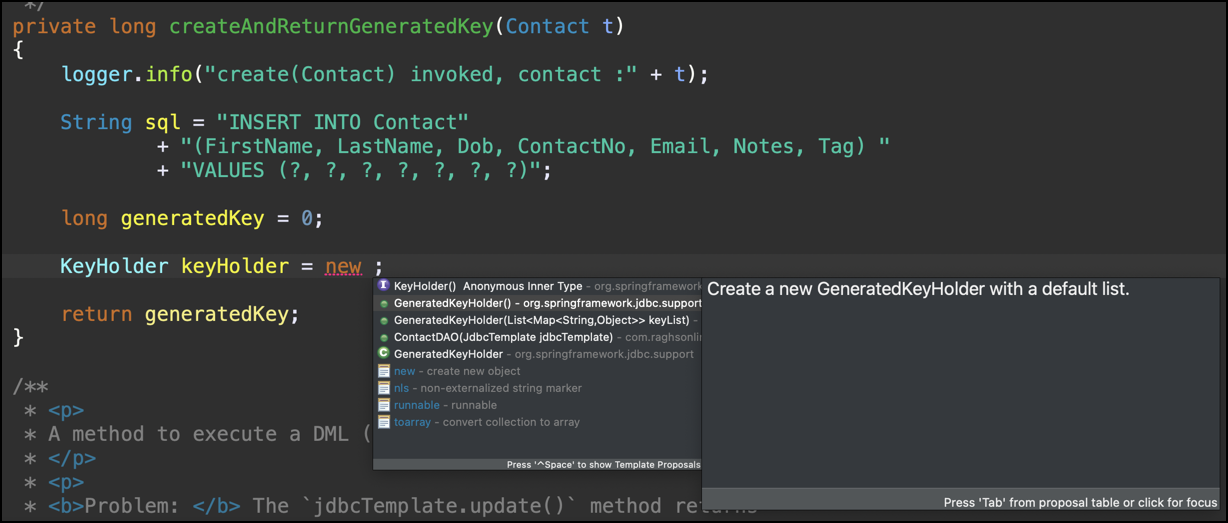 */
private long createAndReturnGeneratedKey(Contact t)
{
logger.info("create(Contact) invoked, contact :" + t);
String sql = "INSERT INTO Contact"
+ "(FirstName, LastName, Dob, ContactNo, Email, Notes, Tag) "
+ "VALUES (?, ?, ?, ?, ?, ?, ?)";
long generatedKey = 0;
KeyHolder keyHolder = new ;
KeyHolder() Anonymous Inner Type - org.springframework
GeneratedKeyHolder() - org.springframework.jdbc.support
GeneratedKeyHolder(List<Map<String,Object>> keyList) -
ContactDAO(JdbcTemplate jdbcTemplate) - com.raghsonlin
GeneratedKeyHolder - org.springframework.jdbc.support
new - create new object
nls - non-externalized string marker
runnable - runnable
toarray - convert collection to array
Press '^Space' to show Template Proposals
Create a new GeneratedKeyHolder with a default list.
Press 'Tab' from proposal table or click for focus
return generatedKey;
}
/**
* <p>
* A method to execute a DML (
* </p>
* <p>
* <b>Problem: </b> The `jdbcTemplate.update()` method returns